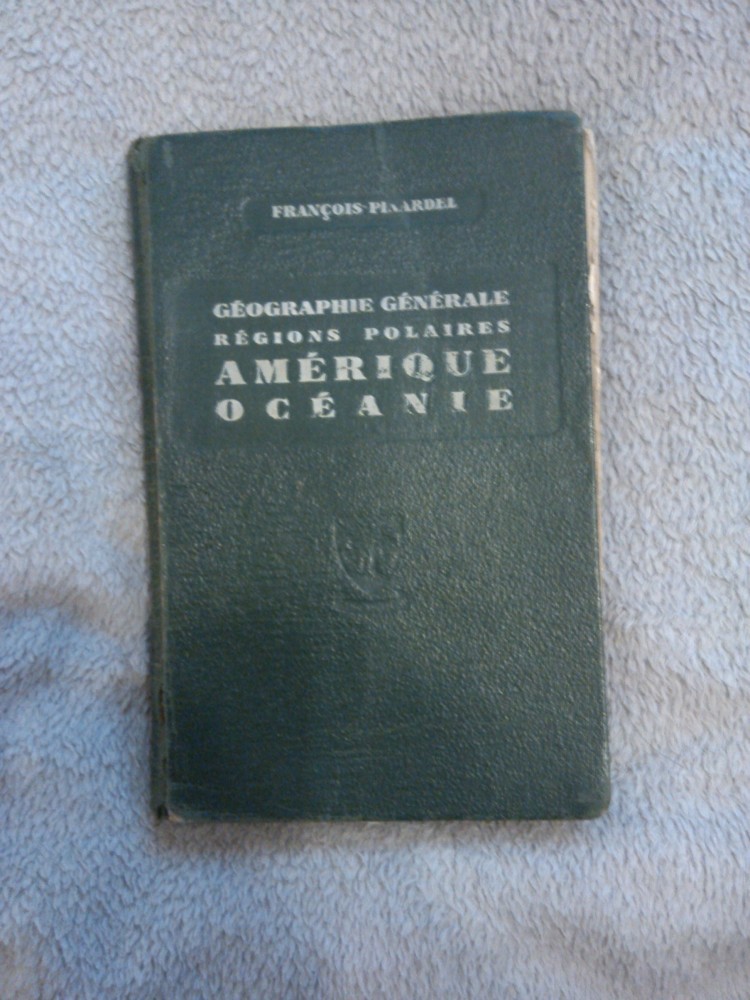 FRANÇOIS-PINARDEL
GÉOGRAPHIE GÉNÉRALE
RÉGIONS POLAIRES
AMÉRIQUE
OCÉANIE